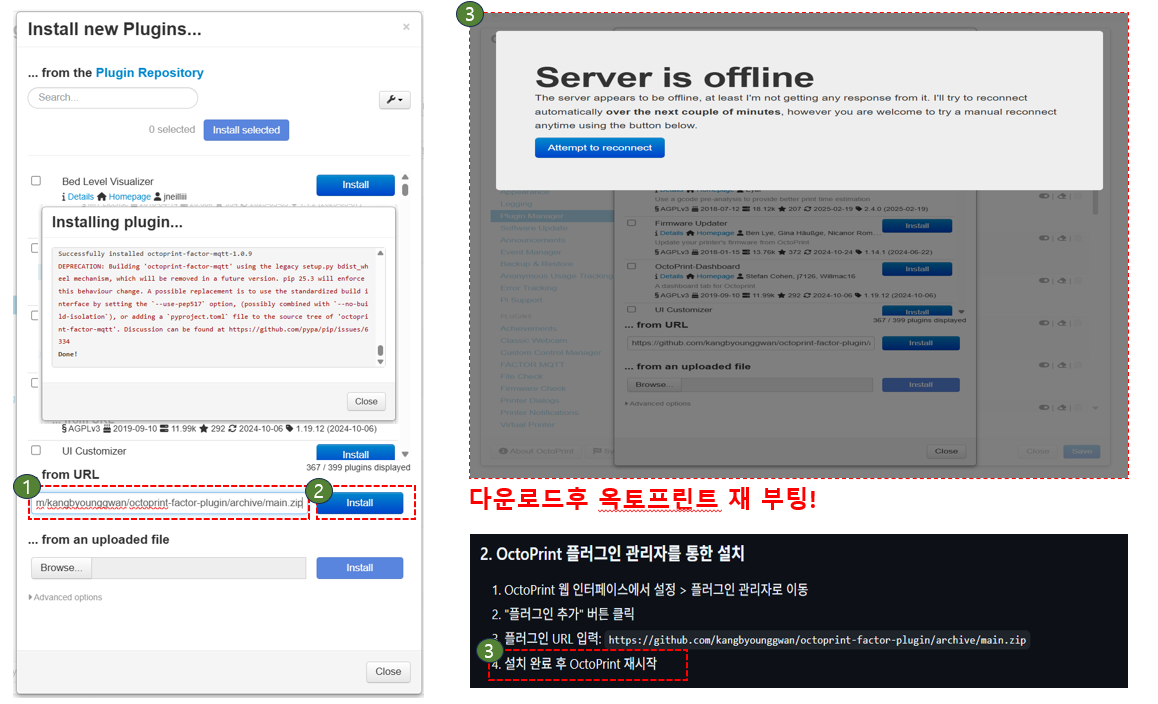 Install new Plugins...
×
... from the Plugin Repository
Search...
0 selected
Install selected
Bed Level Visualizer
Install
Details Homepage jneilliii
Installing plugin...
Successfully installed octoprint-factor-mqtt-1.0.9
DEPRECATION: Building 'octoprint-factor-mqtt' using the legacy setup.py bdist_wh
eel mechanism, which will be removed in a future version. pip 25.3 will enforce
this behaviour change. A possible replacement is to use the standardized build i
nterface by setting the `--use-pep517` option, (possibly combined with `--no-bui
ld-isolation`), or adding a `pyproject.toml` file to the source tree of 'octopri
nt-factor-mqtt'. Discussion can be found at https://github.com/pypa/pip/issues/6
334
Done!
Close
§ AGPLv3 2019-09-10 11.99k 292 2024-10-06 1.19.12 (2024-10-06)
UI Customizer
Install
367 / 399 plugins displayed
from URL
1
m/kangbyounggwan/octoprint-factor-plugin/archive/main.zip
2
Install
... from an uploaded file
Browse...
Install
Advanced options
Close
3
Server is offline
The server appears to be offline, at least I'm not getting any response from it. I'll try to reconnect
automatically over the next couple of minutes, however you are welcome to try a manual reconnect
anytime using the button below.
Attempt to reconnect
Logging
Plugin Manager
Software Update
Announcements
Event Manager
Backup & Restore
Anonymous Usage Tracking
Error Tracking
Pi Support
PLUGINS
Achievements
Classic Webcam
Custom Control Manager
FACTOR MQTT
File Check
Firmware Check
Printer Dialogs
Printer Notifications
Virtual Printer
About OctoPrint
Use a gcode pre-analysis to provide better print time estimation
§ AGPLv3 2018-07-12 18.12k 307 2025-02-19 2.4.0 (2025-02-19)
Firmware Updater
Install
Details Homepage Ben Lye, Gina Häußge, Nicanor Rom...
Update your printer's firmware from OctoPrint
§ AGPLv3 2018-01-15 13.76k 372 2024-10-24 1.14.1 (2024-06-22)
OctoPrint-Dashboard
Install
Details Homepage Stefan Cohen, j7126, Willmac16
A dashboard tab for Octoprint
§ AGPLv3 2019-09-10 11.99k 292 2024-10-06 1.19.12 (2024-10-06)
UI Customizer
Install
367 / 399 plugins displayed
... from URL
https://github.com/kangbyounggwan/octoprint-factor-plugin/
Install
... from an uploaded file
Browse...
Install
Advanced options
Close
Close
Save
다운로드후 옥토프린트 재 부팅!
2. OctoPrint 플러그인 관리자를 통한 설치
1. OctoPrint 웹 인터페이스에서 설정 > 플러그인 관리자로 이동
2. "플러그인 추가" 버튼 클릭
3. 플러그인 URL 입력: https://github.com/kangbyounggwan/octoprint-factor-plugin/archive/main.zip
3
4. 설치 완료 후 OctoPrint 재시작